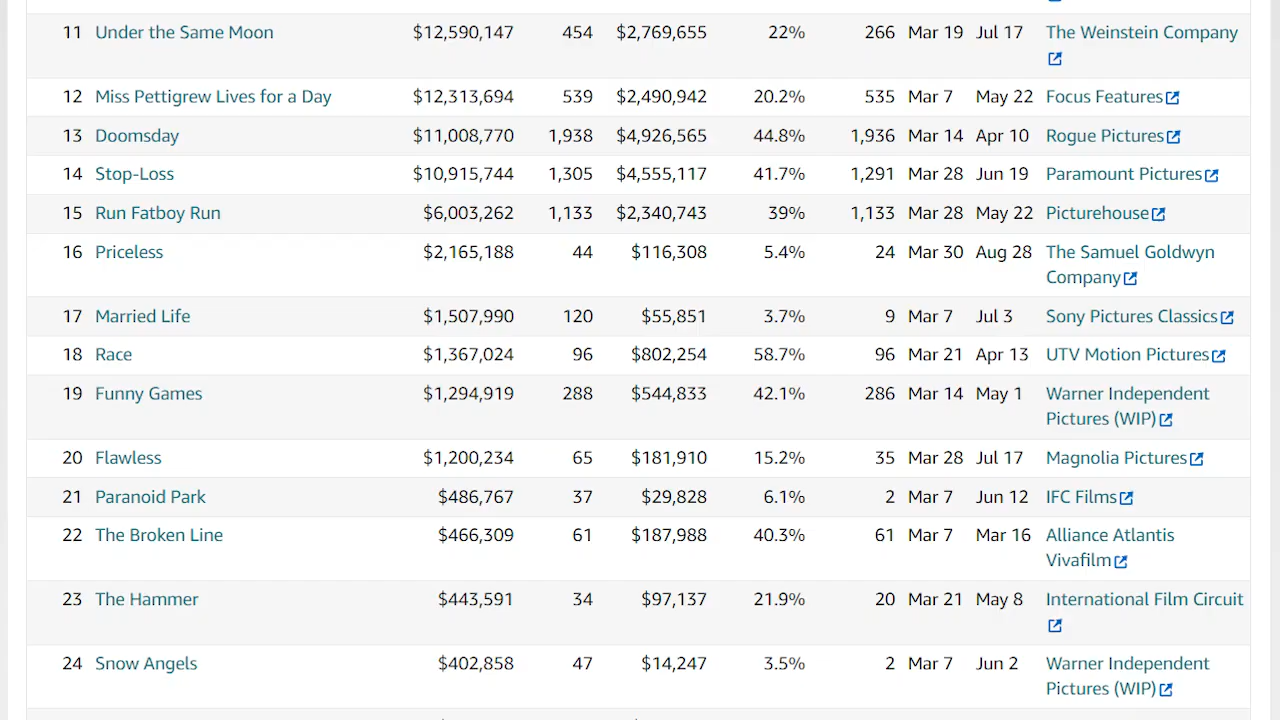 11 Under the Same Moon $12,590,147 454 $2,769,655 22% 266 Mar 19 Jul 17 The Weinstein Company
12 Miss Pettigrew Lives for a Day $12,313,694 539 $2,490,942 20.2% 535 Mar 7 May 22 Focus Features
13 Doomsday $11,008,770 1,938 $4,926,565 44.8% 1,936 Mar 14 Apr 10 Rogue Pictures
14 Stop-Loss $10,915,744 1,305 $4,555,117 41.7% 1,291 Mar 28 Jun 19 Paramount Pictures
15 Run Fatboy Run $6,003,262 1,133 $2,340,743 39% 1,133 Mar 28 May 22 Picturehouse
16 Priceless $2,165,188 44 $116,308 5.4% 24 Mar 30 Aug 28 The Samuel Goldwyn
Company
17 Married Life $1,507,990 120 $55,851 3.7% 9 Mar 7 Jul 3 Sony Pictures Classics
18 Race $1,367,024 96 $802,254 58.7% 96 Mar 21 Apr 13 UTV Motion Pictures
19 Funny Games $1,294,919 288 $544,833 42.1% 286 Mar 14 May 1 Warner Independent
Pictures (WIP)
20 Flawless $1,200,234 65 $181,910 15.2% 35 Mar 28 Jul 17 Magnolia Pictures
21 Paranoid Park $486,767 37 $29,828 6.1% 2 Mar 7 Jun 12 IFC Films
22 The Broken Line $466,309 61 $187,988 40.3% 61 Mar 7 Mar 16 Alliance Atlantis
Vivafilm
23 The Hammer $443,591 34 $97,137 21.9% 20 Mar 21 May 8 International Film Circuit
24 Snow Angels $402,858 47 $14,247 3.5% 2 Mar 7 Jun 2 Warner Independent
Pictures (WIP)